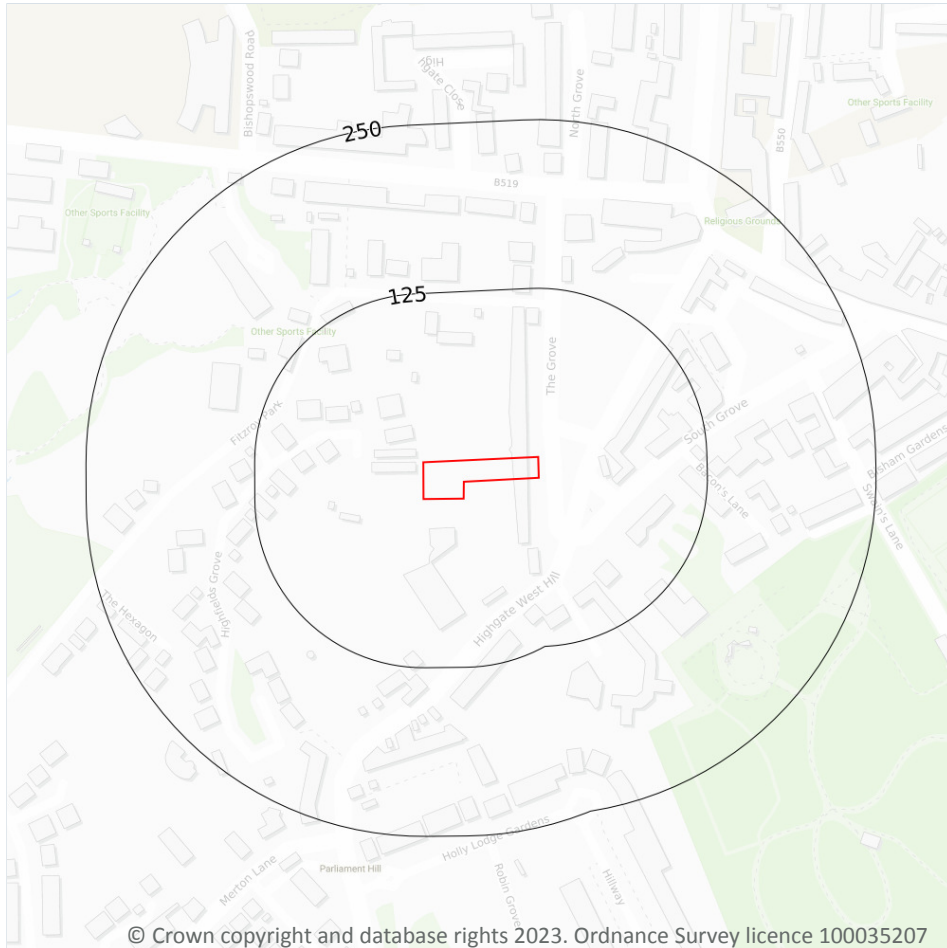 Bishopswood Road
High
hgate Close
North Grove
B550
Other Sports Facility
250
B519
Other Sports Facility
Religious Grounds
125
Other Sports Facility
The Grove
Fitzroy Park
South Grove
Bacon's Lane
Bisham Gardens
Swain's Lane
Highfields Grove
The Hexagon
Highgate West Hill
Holly Lodge Gardens
Parliament Hill
Merton Lane
Robin Grove
Hillway
© Crown copyright and database rights 2023. Ordnance Survey licence 100035207